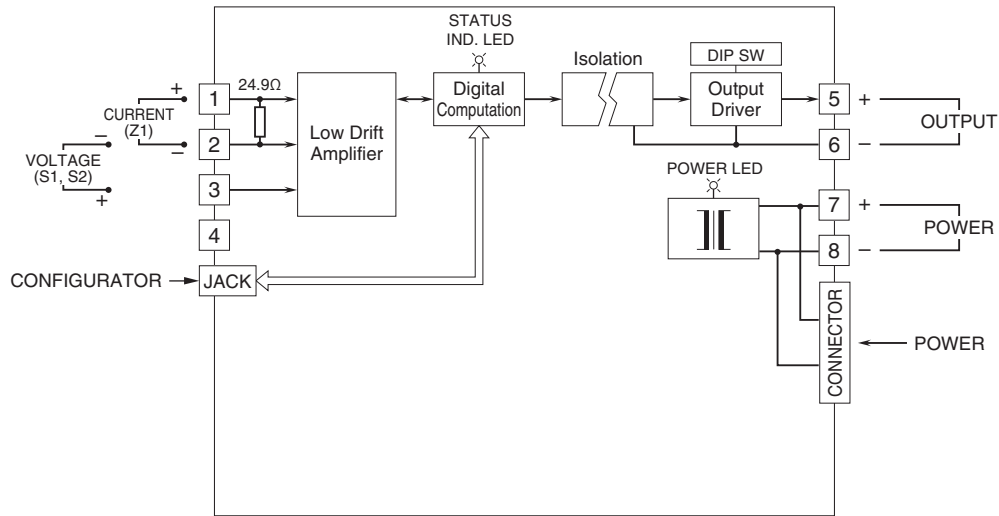 STATUS
IND. LED
Isolation
DIP SW
+
1
24.9Ω
Digital
Computation
Output
Driver
5
+
CURRENT
(Z1)
Low Drift
Amplifier
OUTPUT
–
–
2
6
–
VOLTAGE
(S1, S2)
POWER LED
+
3
7
+
POWER
4
8
–
CONFIGURATOR
JACK
CONNECTOR
POWER